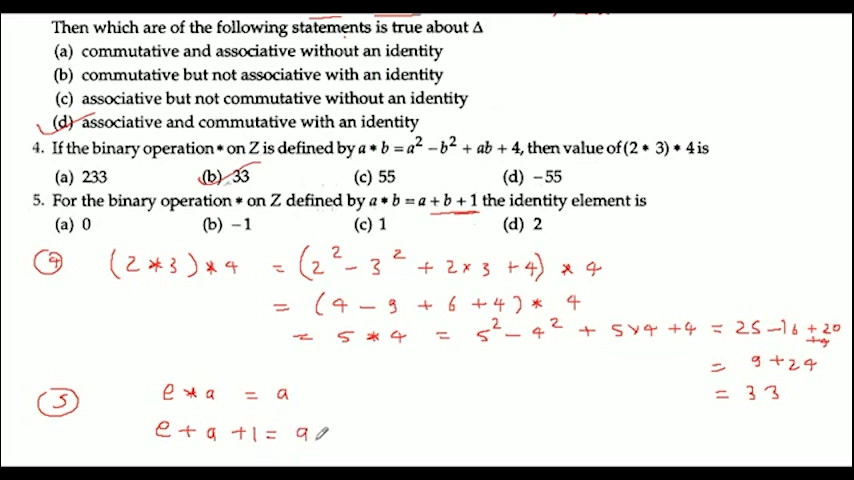 Then which are of the following statements is true about Δ
(a) commutative and associative without an identity
(b) commutative but not associative with an identity
(c) associative but not commutative without an identity
(d) associative and commutative with an identity
4. If the binary operation * on Z is defined by a * b = a² – b² + ab + 4, then value of (2 * 3) * 4 is
(a) 233 (b) 33 (c) 55 (d) – 55
5. For the binary operation * on Z defined by a * b = a + b + 1 the identity element is
(a) 0 (b) – 1 (c) 1 (d) 2
④ (2 * 3) * 4 = (2² – 3² + 2 × 3 + 4) * 4
= (4 – 9 + 6 + 4) * 4
= 5 * 4 = 5² – 4² + 5 × 4 + 4 = 25 – 16 + 20 + 4
= 9 + 24
= 33
⑤ e * a = a
e + a + 1 = a